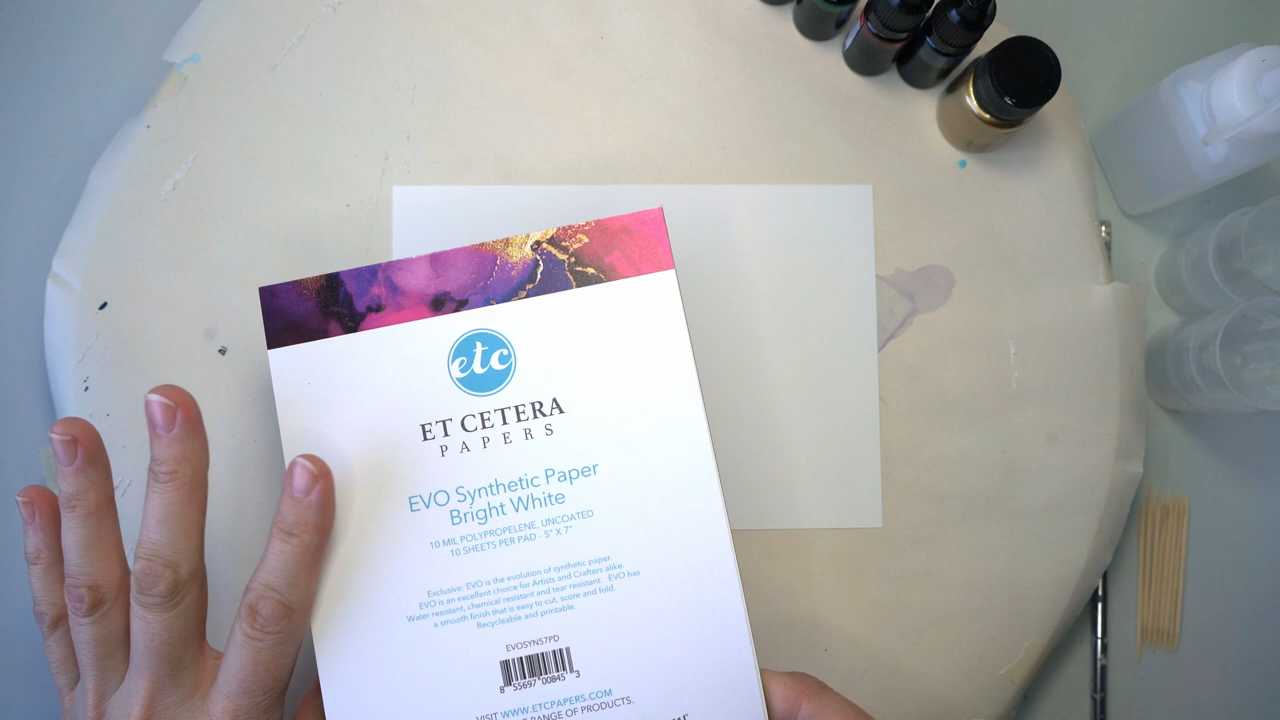 etc
ET CETERA
PAPERS
EVO Synthetic Paper
Bright White
10 MIL POLYPROPELENE, UNCOATED
10 SHEETS PER PAD - 5" X 7"
Exclusive: EVO is the evolution of synthetic paper.
EVO is an excellent choice for Artists and Crafters alike.
Water resistant, chemical resistant and tear resistant. EVO has
a smooth finish that is easy to cut, score and fold.
Recyclable and printable.
EVOSYN57PD
8 55697 00845 3
VISIT WWW.ETCPAPERS.COM
RANGE OF PRODUCTS.